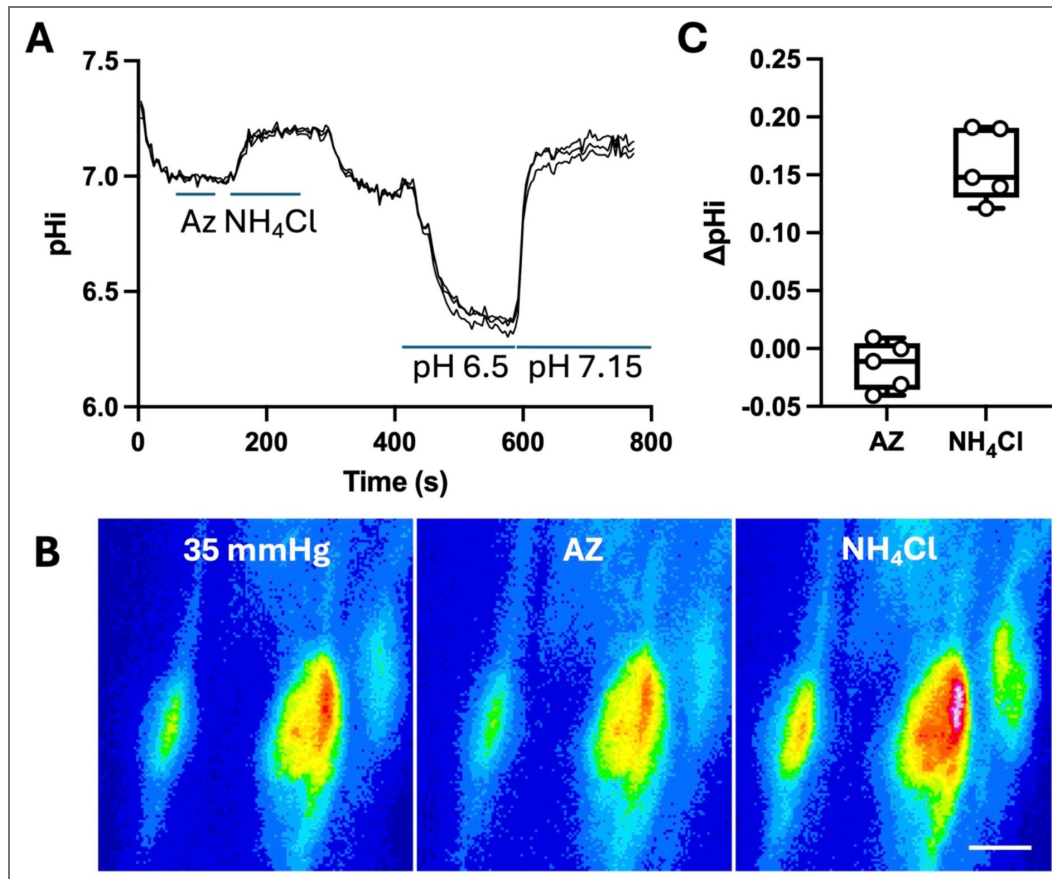 A
7.5
7.0
6.5
6.0
pHi
Az NH₄Cl
pH 6.5 pH 7.15
0 200 400 600 800
Time (s)
C
0.25
0.20
0.15
0.10
0.05
0.00
-0.05
ΔpHi
AZ NH₄Cl
B
35 mmHg AZ NH₄Cl